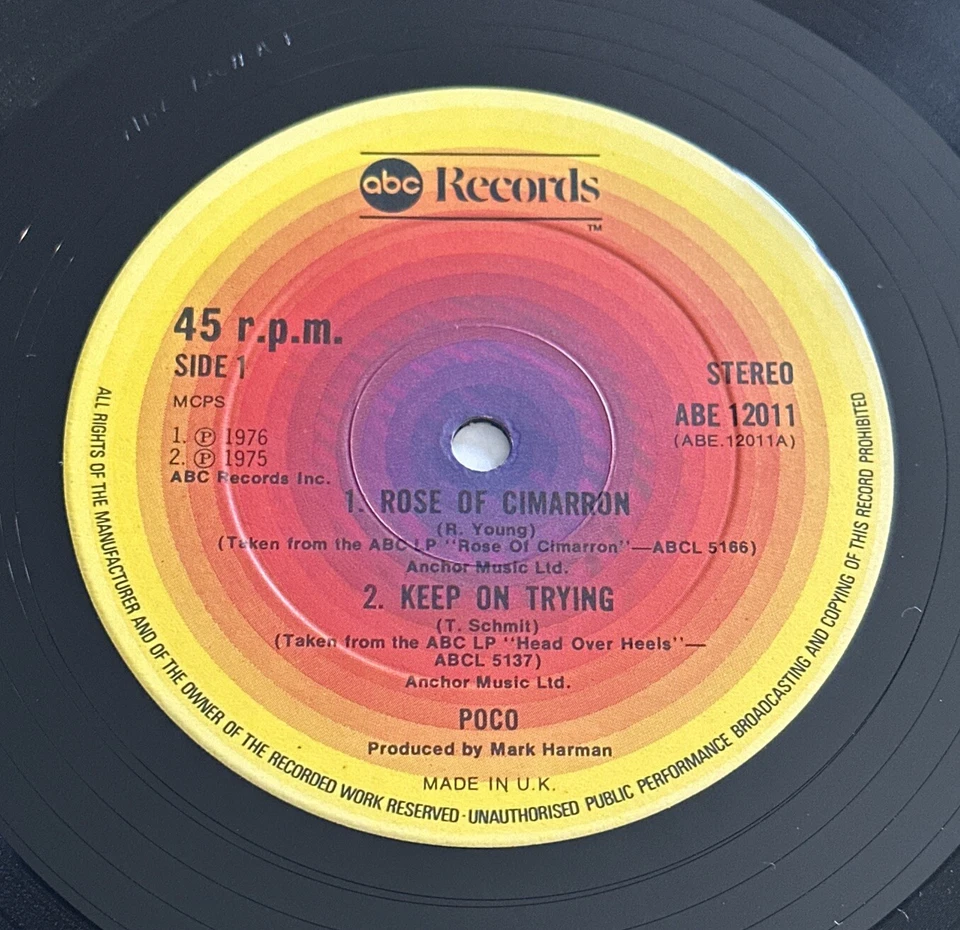 abc Records
™
45 r.p.m.
SIDE 1
MCPS
1. ℗ 1976
2. ℗ 1975
ABC Records Inc.
STEREO
ABE 12011
(ABE.12011A)
1. ROSE OF CIMARRON
(R. Young)
(Taken from the ABC LP "Rose Of Cimarron"—ABCL 5166)
Anchor Music Ltd.
2. KEEP ON TRYING
(T. Schmit)
(Taken from the ABC LP "Head Over Heels"—
ABCL 5137)
Anchor Music Ltd.
POCO
Produced by Mark Harman
MADE IN U.K.
ALL RIGHTS OF THE MANUFACTURER AND OF THE OWNER OF THE RECORDED WORK RESERVED · UNAUTHORISED PUBLIC PERFORMANCE BROADCASTING AND COPYING OF THIS RECORD PROHIBITED